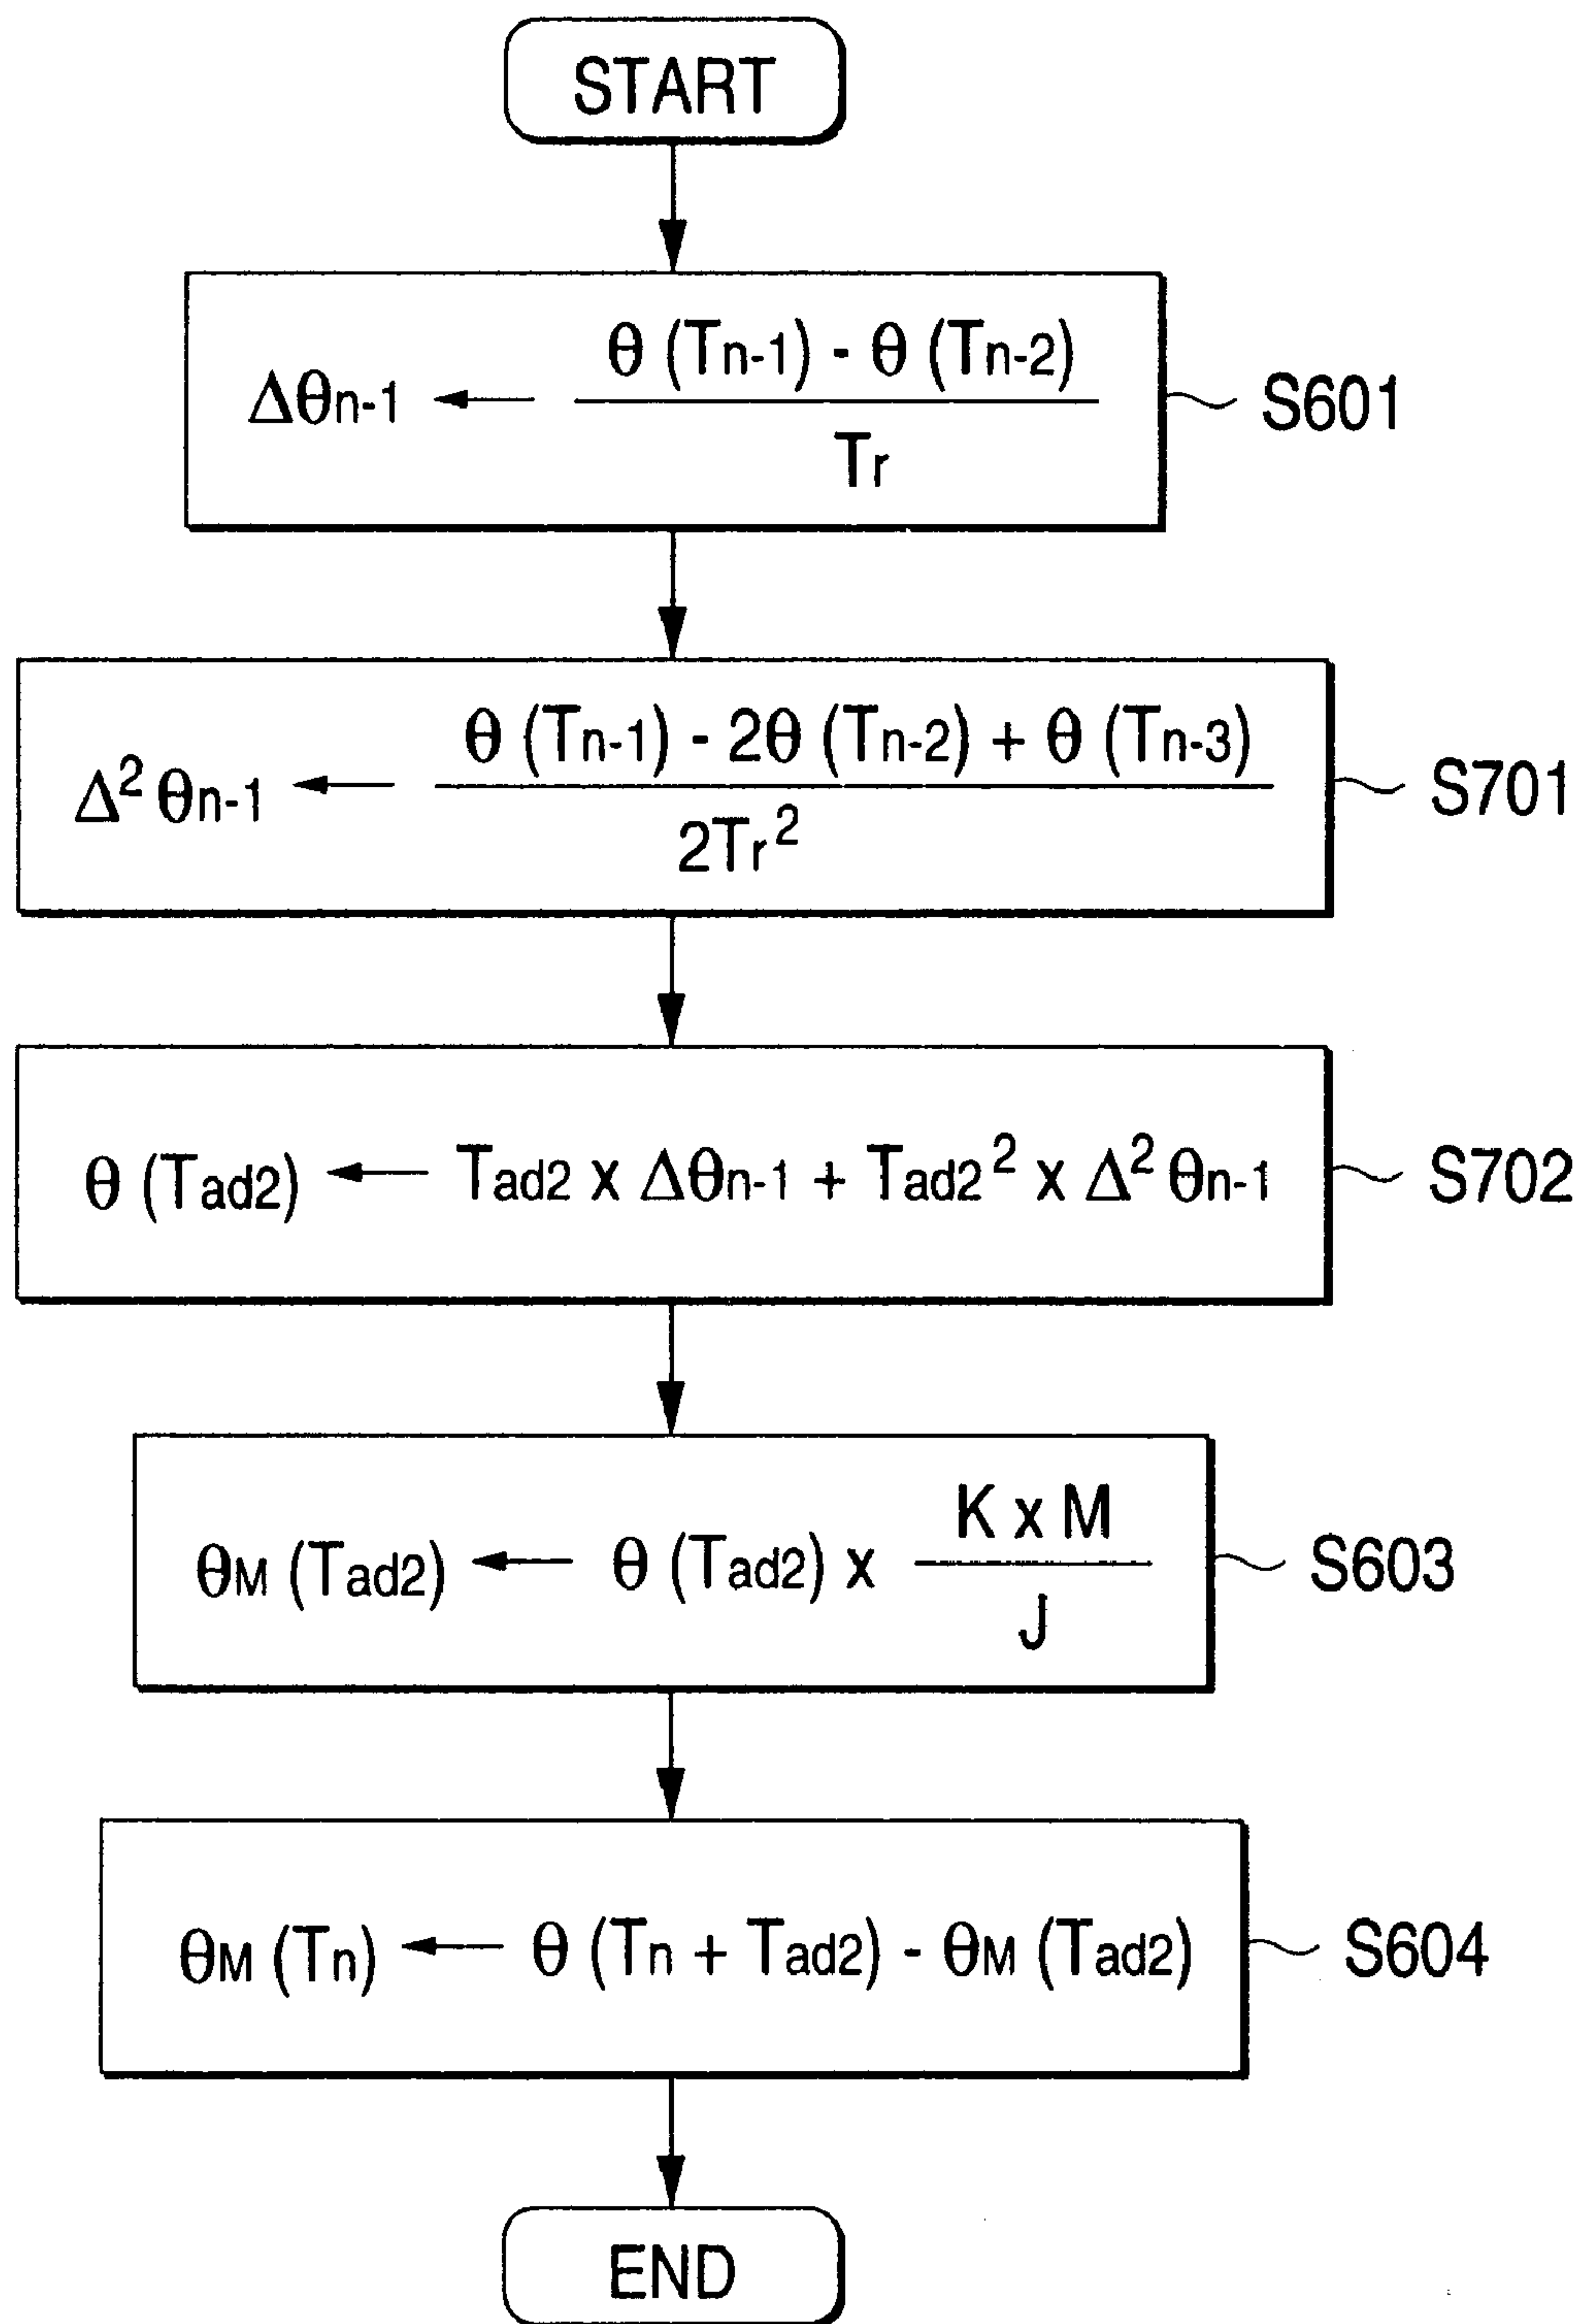 START
Δθn-1 ← θ (Tn-1) - θ (Tn-2) / Tr
S601
Δ² θn-1 ← θ (Tn-1) - 2θ (Tn-2) + θ (Tn-3) / 2Tr²
S701
θ (Tad2) ← Tad2 x Δθn-1 + Tad2² x Δ² θn-1
S702
θM (Tad2) ← θ (Tad2) x K x M / J
S603
θM (Tn) ← θ (Tn + Tad2) - θM (Tad2)
S604
END